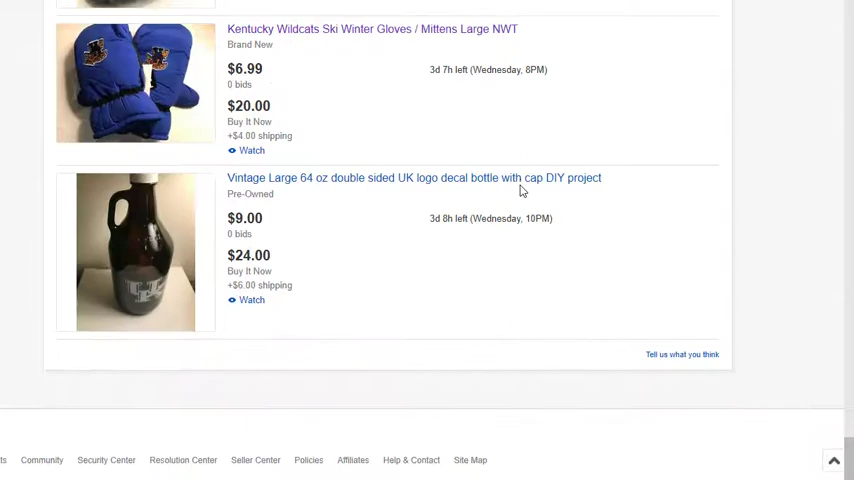 Kentucky Wildcats Ski Winter Gloves / Mittens Large NWT
Brand New
$6.99
3d 7h left (Wednesday, 8PM)
0 bids
$20.00
Buy It Now
+$4.00 shipping
Watch
Vintage Large 64 oz double sided UK logo decal bottle with cap DIY project
Pre-Owned
$9.00
3d 8h left (Wednesday, 10PM)
0 bids
$24.00
Buy It Now
+$6.00 shipping
Watch
UK
Tell us what you think
ts Community Security Center Resolution Center Seller Center Policies Affiliates Help & Contact Site Map